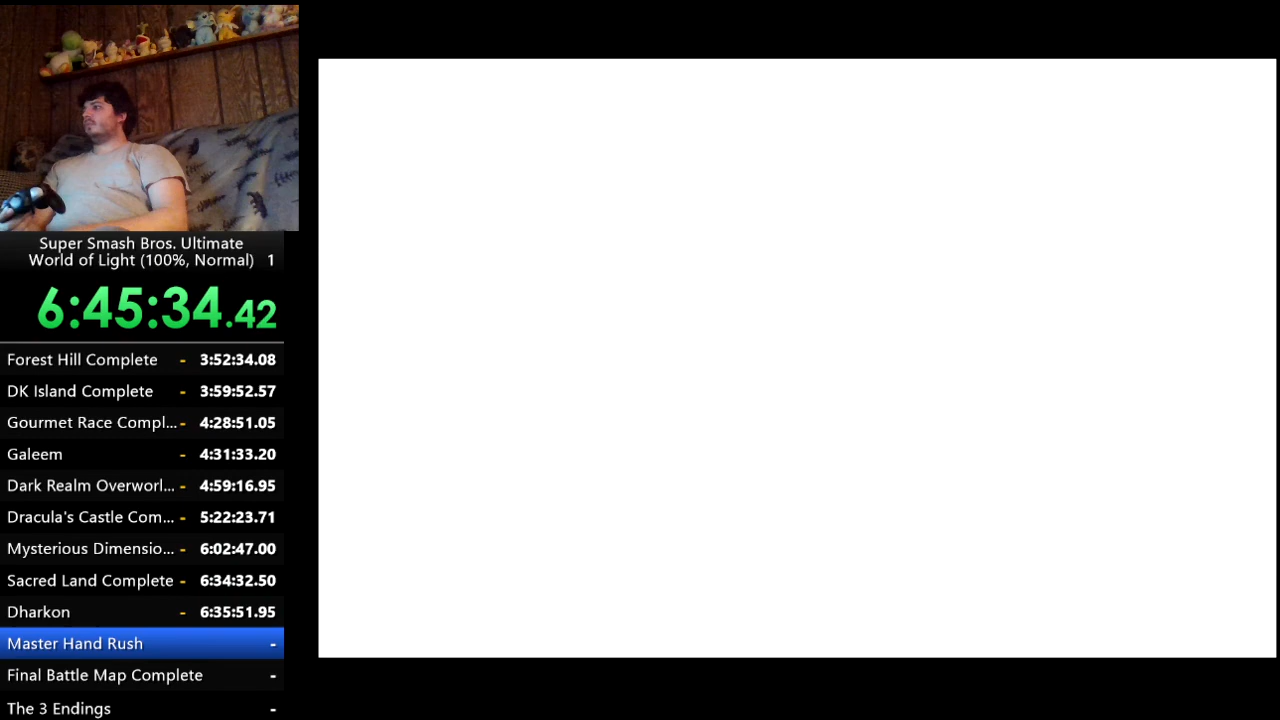 Super Smash Bros. Ultimate
World of Light (100%, Normal) 1
6:45:34.42
Forest Hill Complete - 3:52:34.08
DK Island Complete - 3:59:52.57
Gourmet Race Compl... - 4:28:51.05
Galeem - 4:31:33.20
Dark Realm Overworl... - 4:59:16.95
Dracula's Castle Com... - 5:22:23.71
Mysterious Dimensio... - 6:02:47.00
Sacred Land Complete - 6:34:32.50
Dharkon - 6:35:51.95
Master Hand Rush -
Final Battle Map Complete -
The 3 Endings -